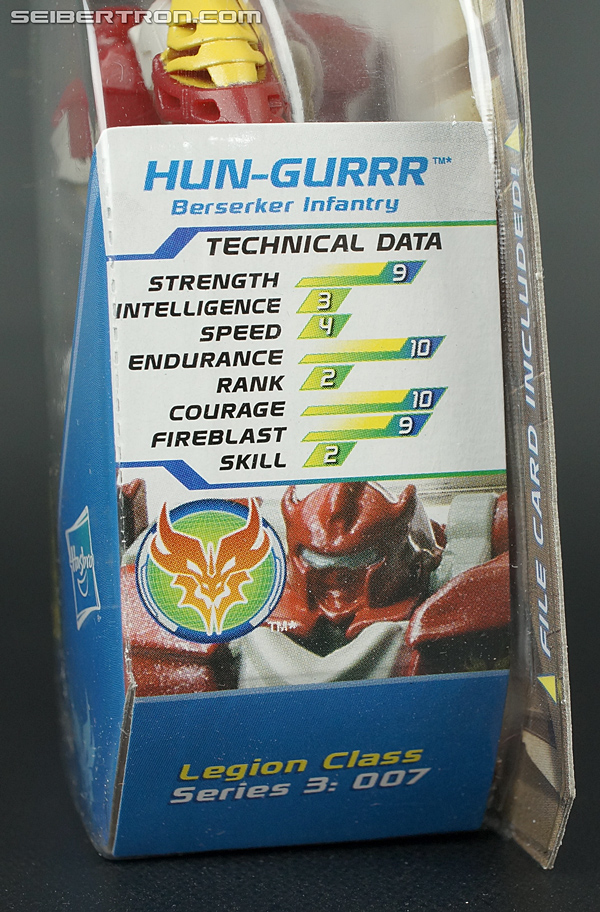 SEIBERTRON.COM
HUN-GURRR™*
Berserker Infantry
TECHNICAL DATA
STRENGTH 9
INTELLIGENCE 3
SPEED 4
ENDURANCE 10
RANK 2
COURAGE 10
FIREBLAST 9
SKILL 2
TM*
Hasbro
FILE CARD INCLUDED!
Legion Class
Series 3: 007